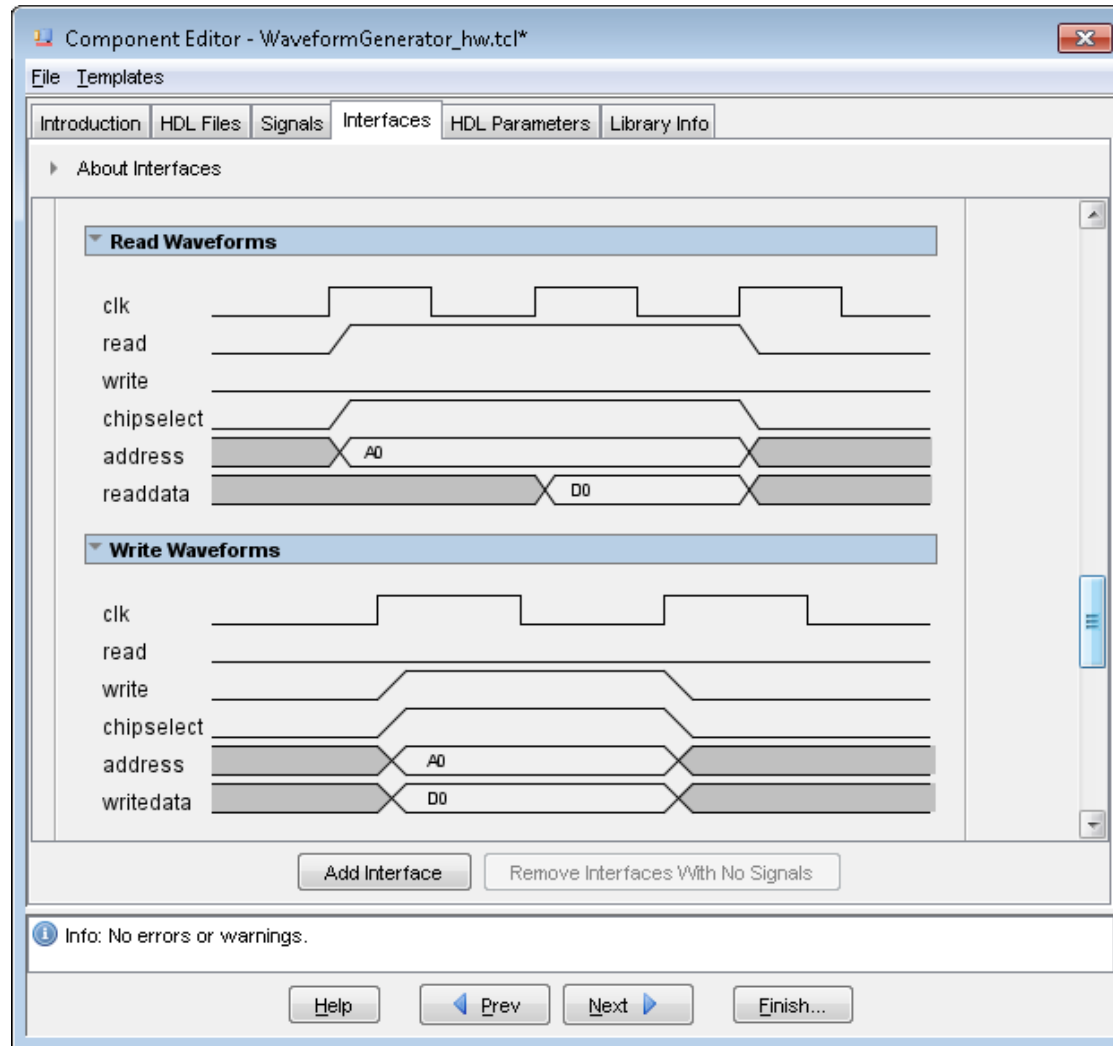 Component Editor - WaveformGenerator_hw.tcl*
File Templates
Introduction HDL Files Signals Interfaces HDL Parameters Library Info
About Interfaces
Read Waveforms
clk
read
write
chipselect
address A0
readdata D0
Write Waveforms
clk
read
write
chipselect
address A0
writedata D0
Add Interface Remove Interfaces With No Signals
Info: No errors or warnings.
Help Prev Next Finish...